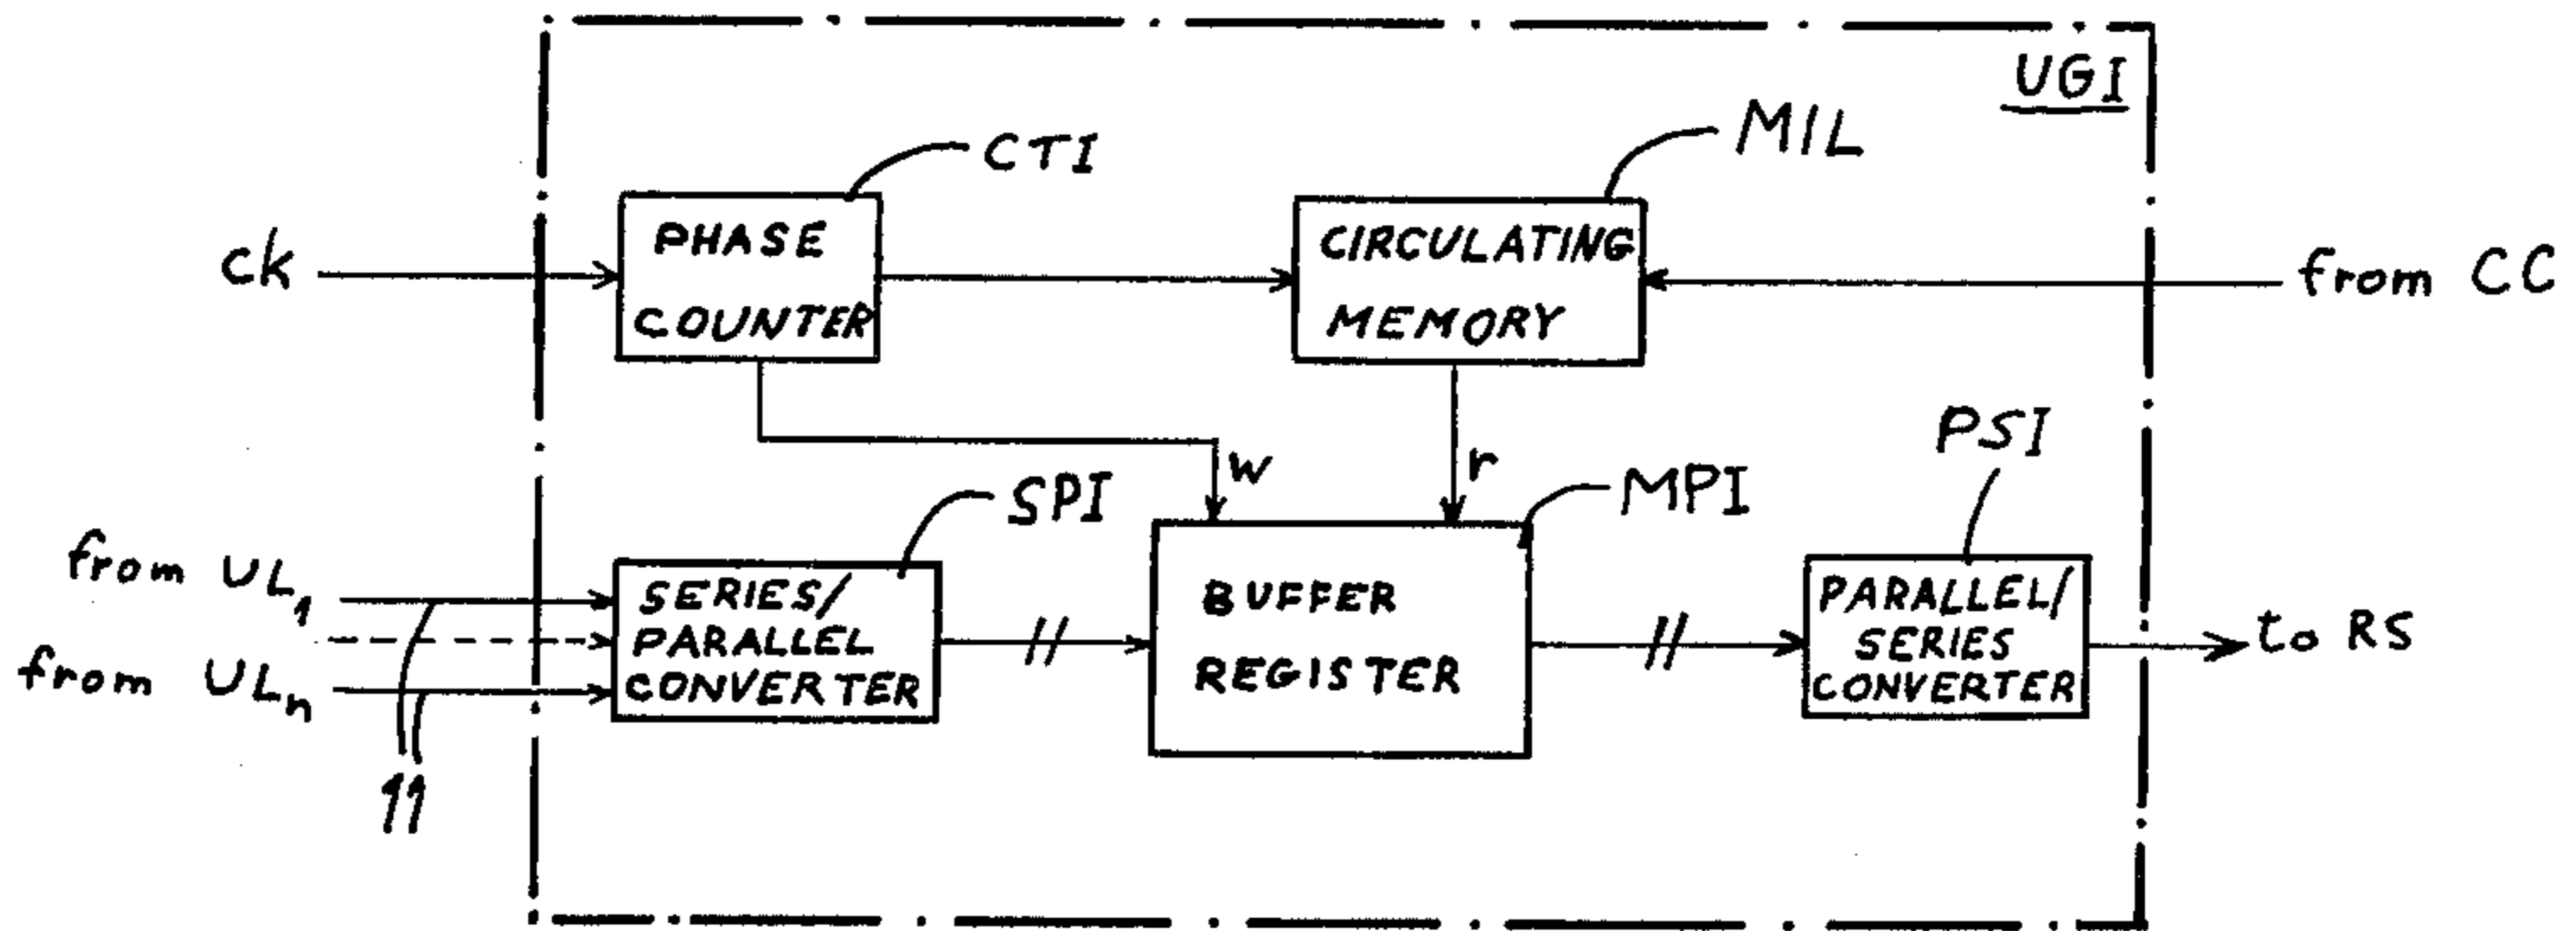 UGI
CTI
MIL
ck
PHASE
COUNTER
CIRCULATING
MEMORY
from CC
w
r
SPI
MPI
PSI
from UL1
from ULn
11
SERIES/
PARALLEL
CONVERTER
BUFFER
REGISTER
PARALLEL/
SERIES
CONVERTER
to RS